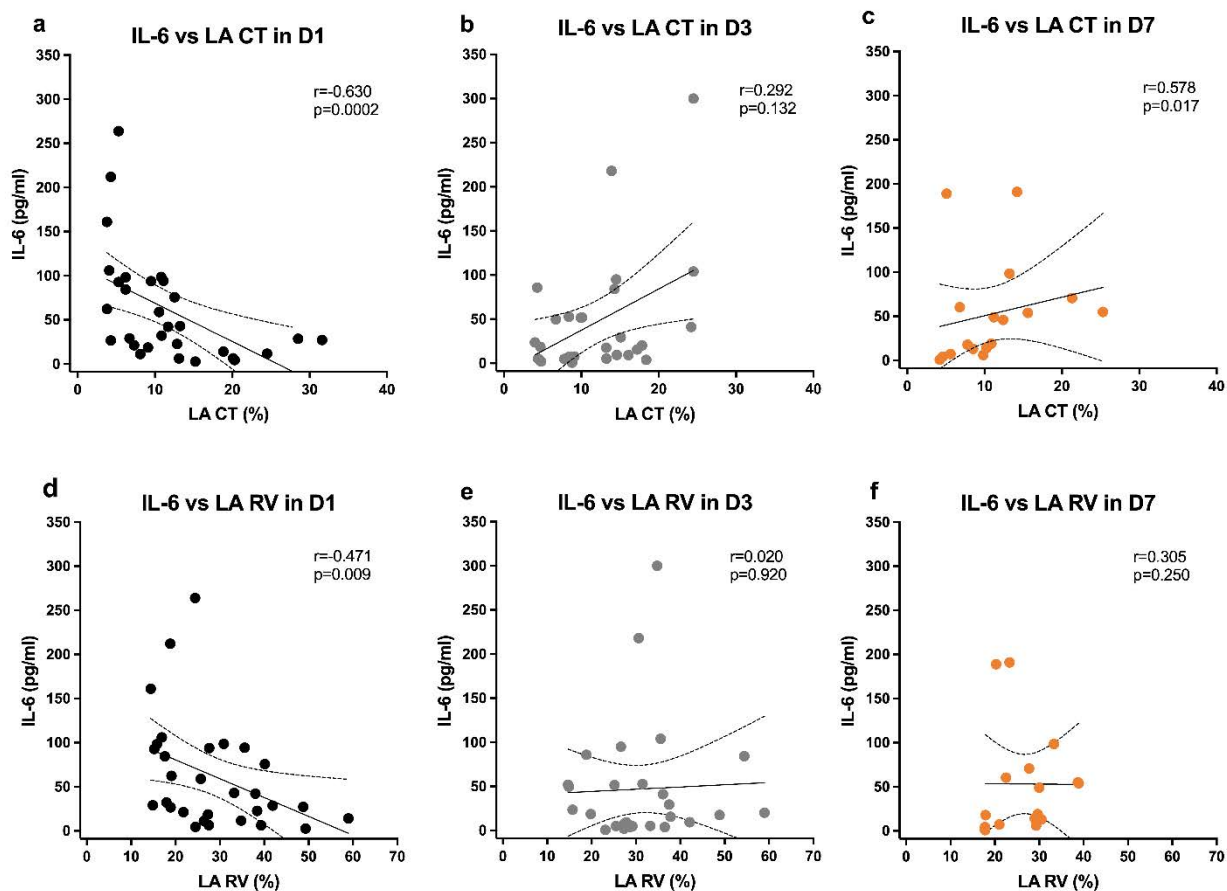 a
IL-6 vs LA CT in D1
r=-0.630
p=0.0002
IL-6 (pg/ml)
350
300
250
200
150
100
50
0
0 10 20 30 40
LA CT (%)
b
IL-6 vs LA CT in D3
r=0.292
p=0.132
IL-6 (pg/ml)
350
300
250
200
150
100
50
0
0 10 20 30 40
LA CT (%)
c
IL-6 vs LA CT in D7
r=0.578
p=0.017
IL-6 (pg/ml)
350
300
250
200
150
100
50
0
0 10 20 30 40
LA CT (%)
d
IL-6 vs LA RV in D1
r=-0.471
p=0.009
IL-6 (pg/ml)
350
300
250
200
150
100
50
0
0 10 20 30 40 50 60 70
LA RV (%)
e
IL-6 vs LA RV in D3
r=0.020
p=0.920
IL-6 (pg/ml)
350
300
250
200
150
100
50
0
0 10 20 30 40 50 60 70
LA RV (%)
f
IL-6 vs LA RV in D7
r=0.305
p=0.250
IL-6 (pg/ml)
350
300
250
200
150
100
50
0
0 10 20 30 40 50 60 70
LA RV (%)